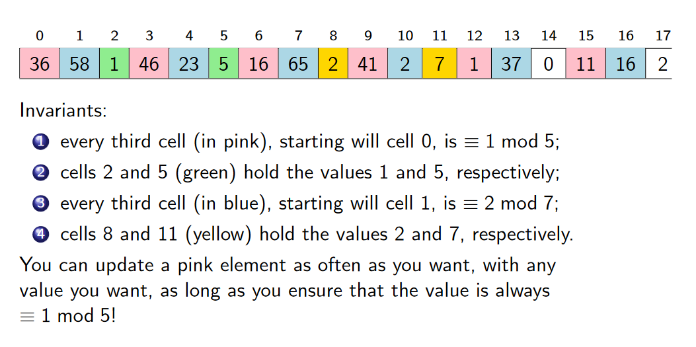 0 1 2 3 4 5 6 7 8 9 10 11 12 13 14 15 16 17
36 58 1 46 23 5 16 65 2 41 2 7 1 37 0 11 16 2
Invariants:
1 every third cell (in pink), starting will cell 0, is ≡ 1 mod 5;
2 cells 2 and 5 (green) hold the values 1 and 5, respectively;
3 every third cell (in blue), starting will cell 1, is ≡ 2 mod 7;
4 cells 8 and 11 (yellow) hold the values 2 and 7, respectively.
You can update a pink element as often as you want, with any
value you want, as long as you ensure that the value is always
≡ 1 mod 5!